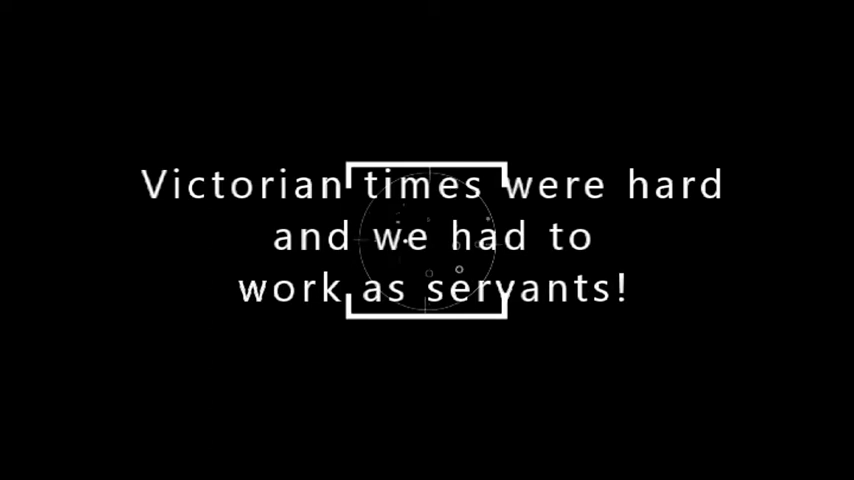 Victorian times were hard
and we had to
work as servants!